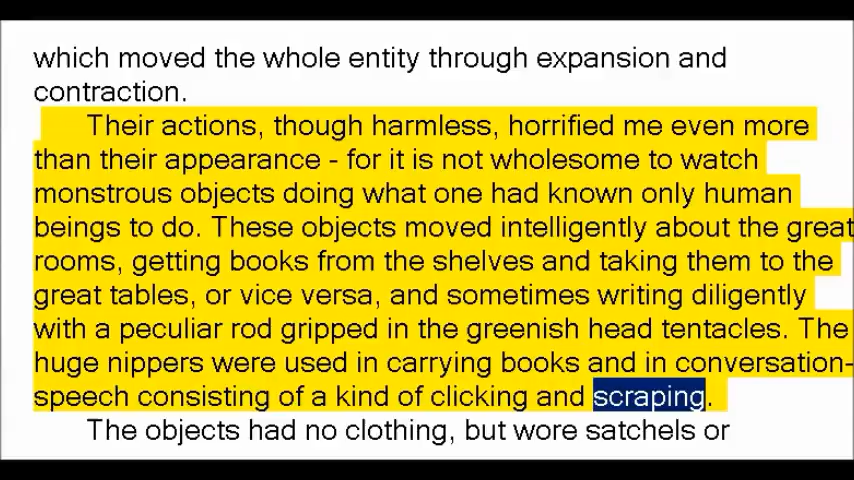 which moved the whole entity through expansion and
contraction.
Their actions, though harmless, horrified me even more
than their appearance - for it is not wholesome to watch
monstrous objects doing what one had known only human
beings to do. These objects moved intelligently about the great
rooms, getting books from the shelves and taking them to the
great tables, or vice versa, and sometimes writing diligently
with a peculiar rod gripped in the greenish head tentacles. The
huge nippers were used in carrying books and in conversation-
speech consisting of a kind of clicking and scraping.
The objects had no clothing, but wore satchels or